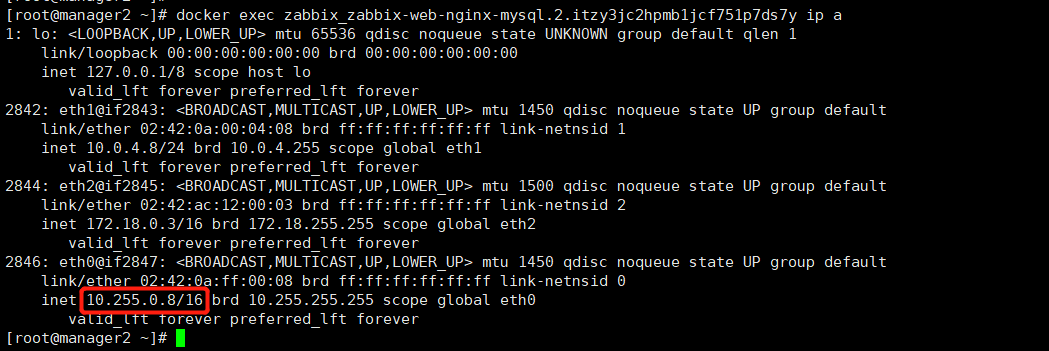 [root@manager2 ~]# docker exec zabbix_zabbix-web-nginx-mysql.2.itzy3jc2hpmb1jcf751p7ds7y ip a
1: lo: <LOOPBACK,UP,LOWER_UP> mtu 65536 qdisc noqueue state UNKNOWN group default qlen 1
link/loopback 00:00:00:00:00:00 brd 00:00:00:00:00:00
inet 127.0.0.1/8 scope host lo
valid_lft forever preferred_lft forever
2842: eth1@if2843: <BROADCAST,MULTICAST,UP,LOWER_UP> mtu 1450 qdisc noqueue state UP group default
link/ether 02:42:0a:00:04:08 brd ff:ff:ff:ff:ff:ff link-netnsid 1
inet 10.0.4.8/24 brd 10.0.4.255 scope global eth1
valid_lft forever preferred_lft forever
2844: eth2@if2845: <BROADCAST,MULTICAST,UP,LOWER_UP> mtu 1500 qdisc noqueue state UP group default
link/ether 02:42:ac:12:00:03 brd ff:ff:ff:ff:ff:ff link-netnsid 2
inet 172.18.0.3/16 brd 172.18.255.255 scope global eth2
valid_lft forever preferred_lft forever
2846: eth0@if2847: <BROADCAST,MULTICAST,UP,LOWER_UP> mtu 1450 qdisc noqueue state UP group default
link/ether 02:42:0a:ff:00:08 brd ff:ff:ff:ff:ff:ff link-netnsid 0
inet 10.255.0.8/16 brd 10.255.255.255 scope global eth0
valid_lft forever preferred_lft forever
[root@manager2 ~]#